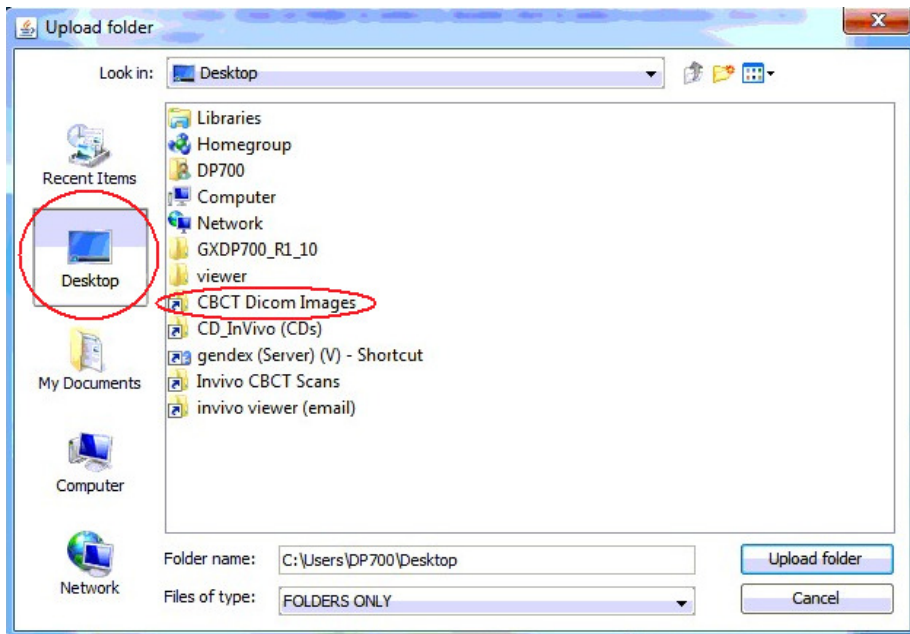 Upload folder
Look in: Desktop
Recent Items
Desktop
My Documents
Computer
Network
Libraries
Homegroup
DP700
Computer
Network
GXDP700_R1_10
viewer
CBCT Dicom Images
CD_InVivo (CDs)
gendex (Server) (V) - Shortcut
Invivo CBCT Scans
invivo viewer (email)
Folder name: C:\Users\DP700\Desktop Upload folder
Files of type: FOLDERS ONLY Cancel